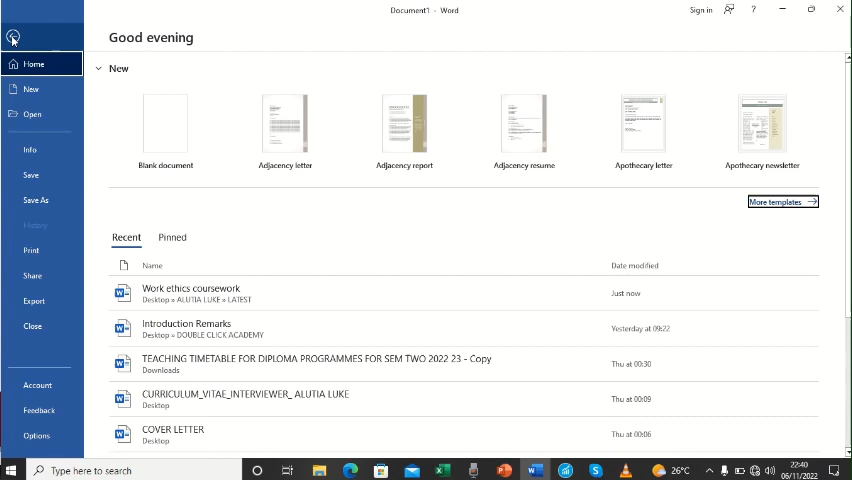 Document1 - Word
Sign in
?
Good evening
Home
New
Open
Info
Save
Save As
History
Print
Share
Export
Close
Account
Feedback
Options
New
Blank document
Adjacency letter
Adjacency report
Adjacency resume
Apothecary letter
Apothecary newsletter
More templates
Recent Pinned
Name Date modified
Work ethics coursework
Desktop » ALUTIA LUKE » LATEST
Just now
Introduction Remarks
Desktop » DOUBLE CLICK ACADEMY
Yesterday at 09:22
TEACHING TIMETABLE FOR DIPLOMA PROGRAMMES FOR SEM TWO 2022 23 - Copy
Downloads
Thu at 00:30
CURRICULUM_VITAE_INTERVIEWER_ ALUTIA LUKE
Desktop
Thu at 00:09
COVER LETTER
Desktop
Thu at 00:06
Type here to search
26°C
22:40
06/11/2022